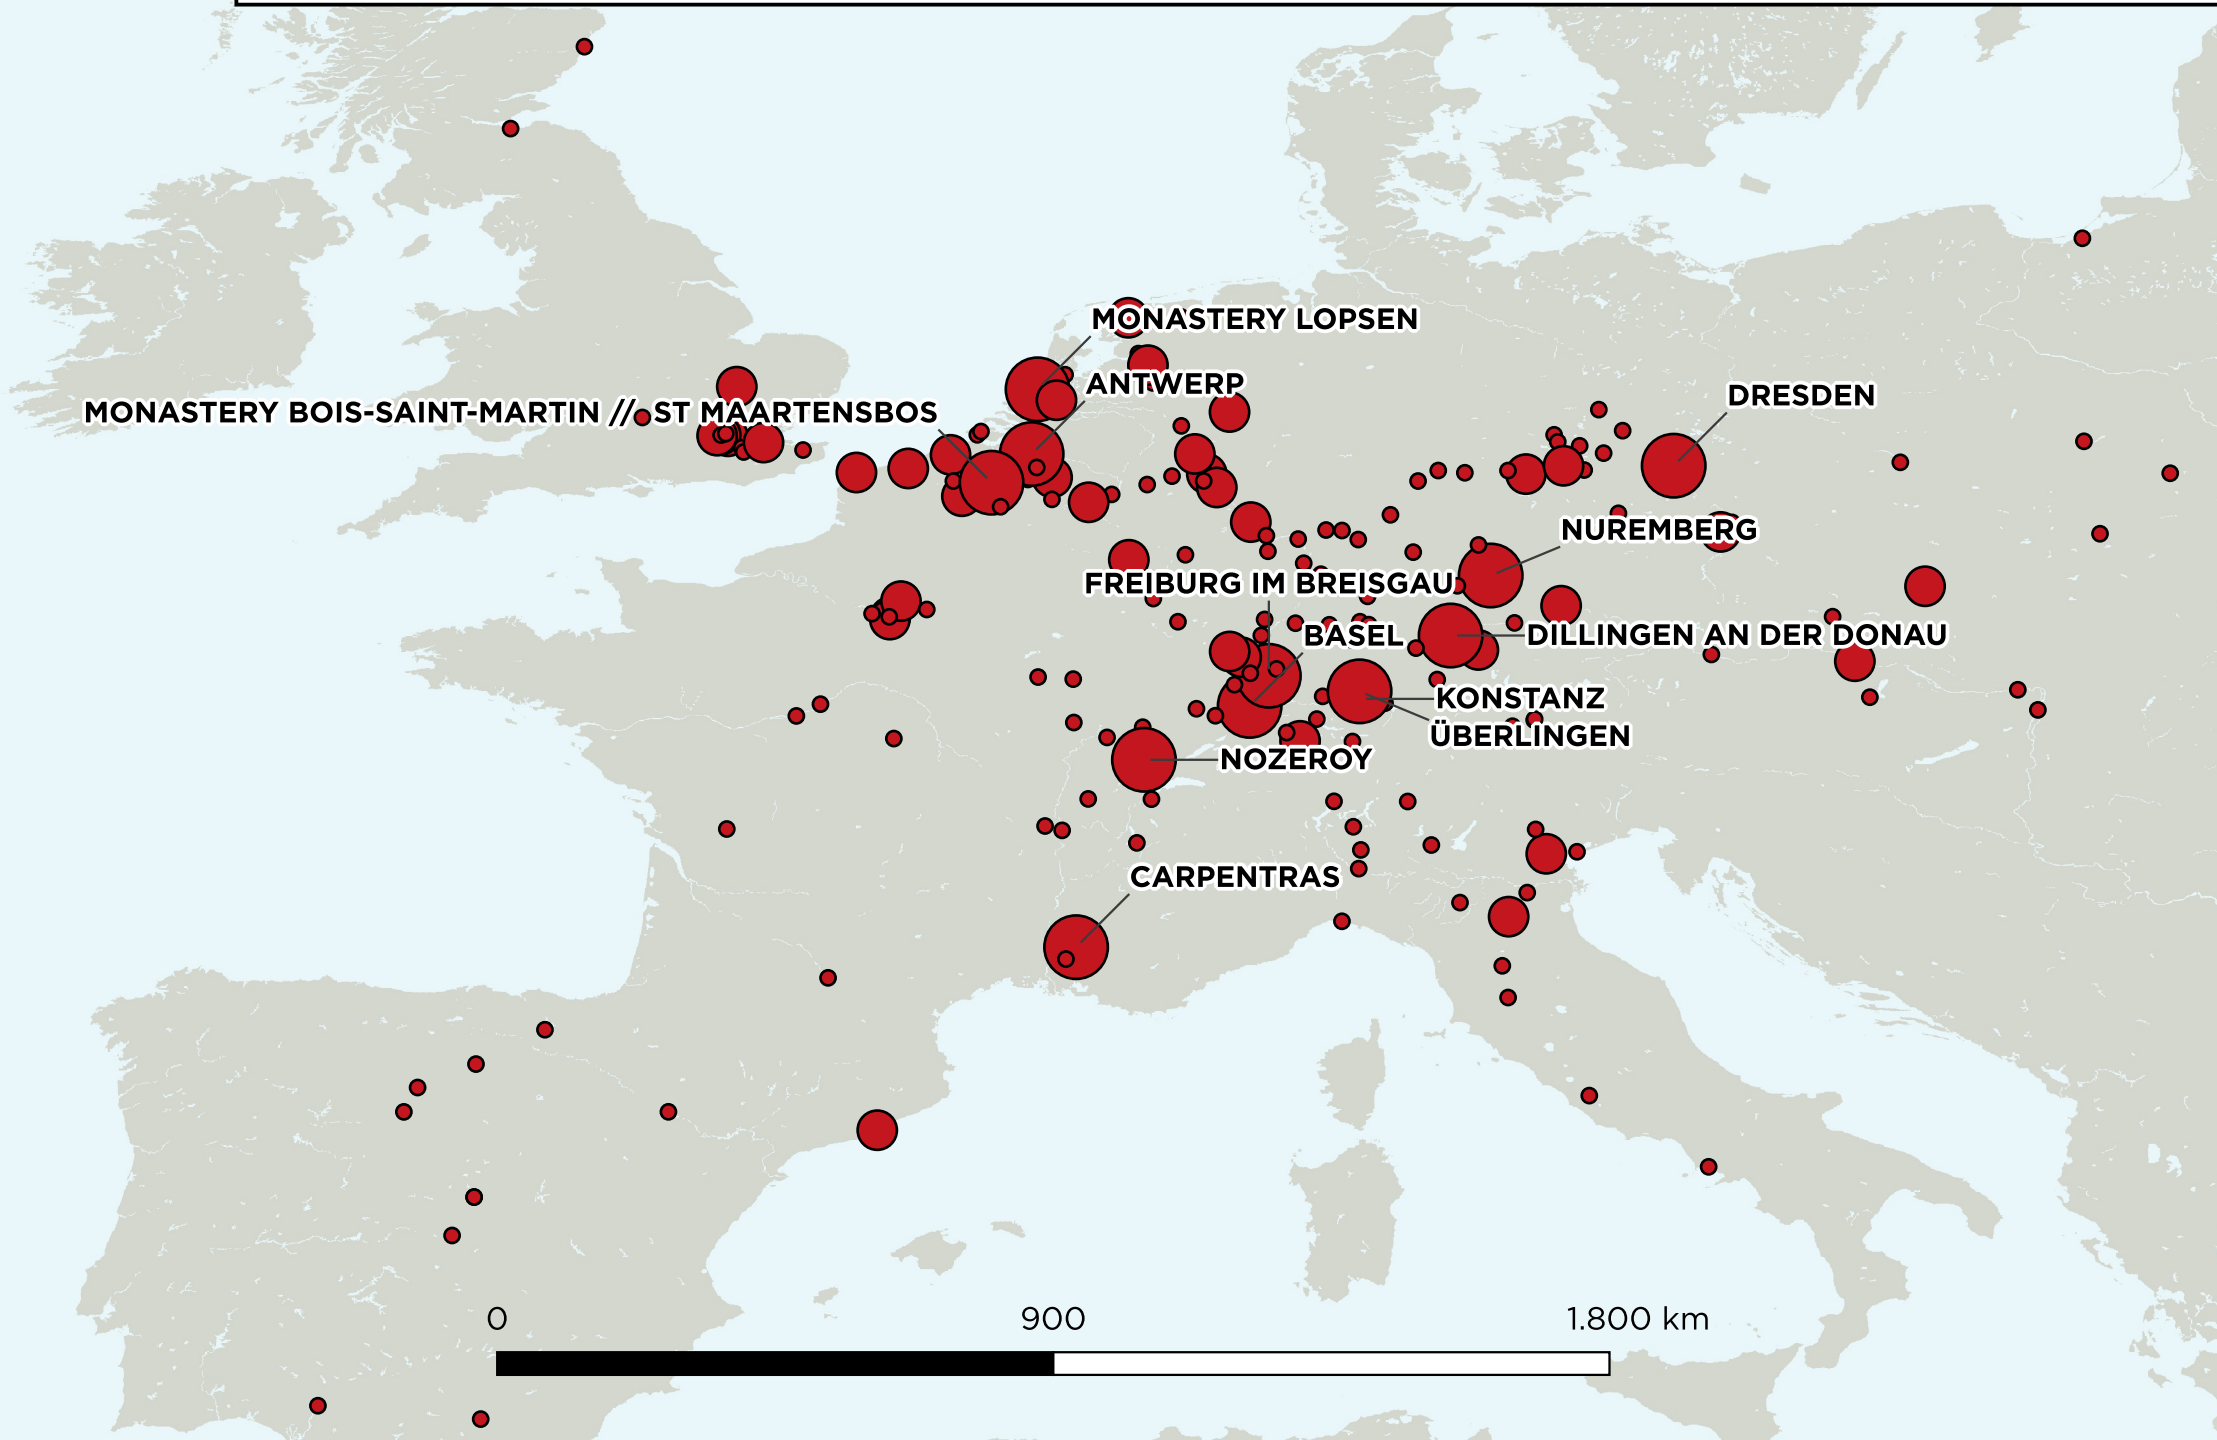 MONASTERY LOPSEN
ANTWERP
DRESDEN
MONASTERY BOIS-SAINT-MARTIN // ST MAARTENSBOS
NUREMBERG
FREIBURG IM BREISGAU
BASEL
DILLINGEN AN DER DONAU
KONSTANZ
ÜBERLINGEN
NOZEROY
CARPENTRAS
0 900 1.800 km